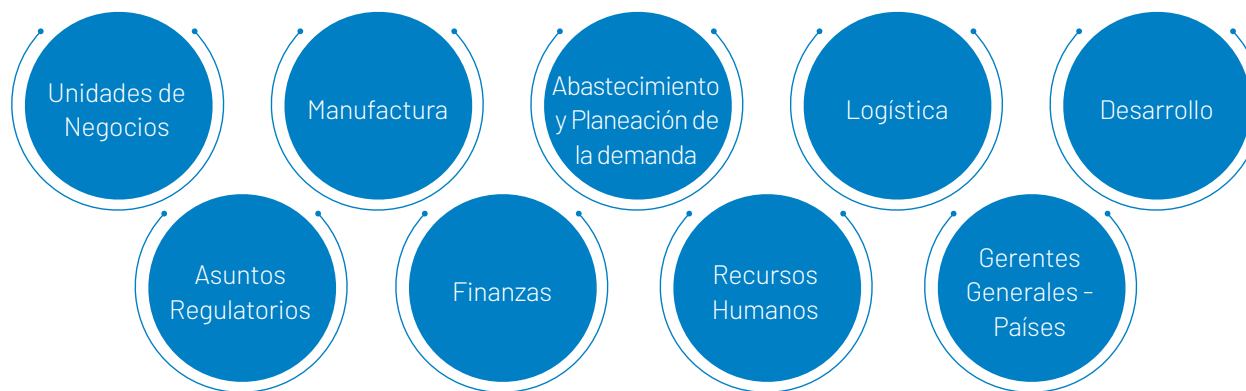 Unidades de
Negocios
Manufactura
Abastecimiento
y Planeación de
la demanda
Logística
Desarrollo
Asuntos
Regulatorios
Finanzas
Recursos
Humanos
Gerentes
Generales -
Países